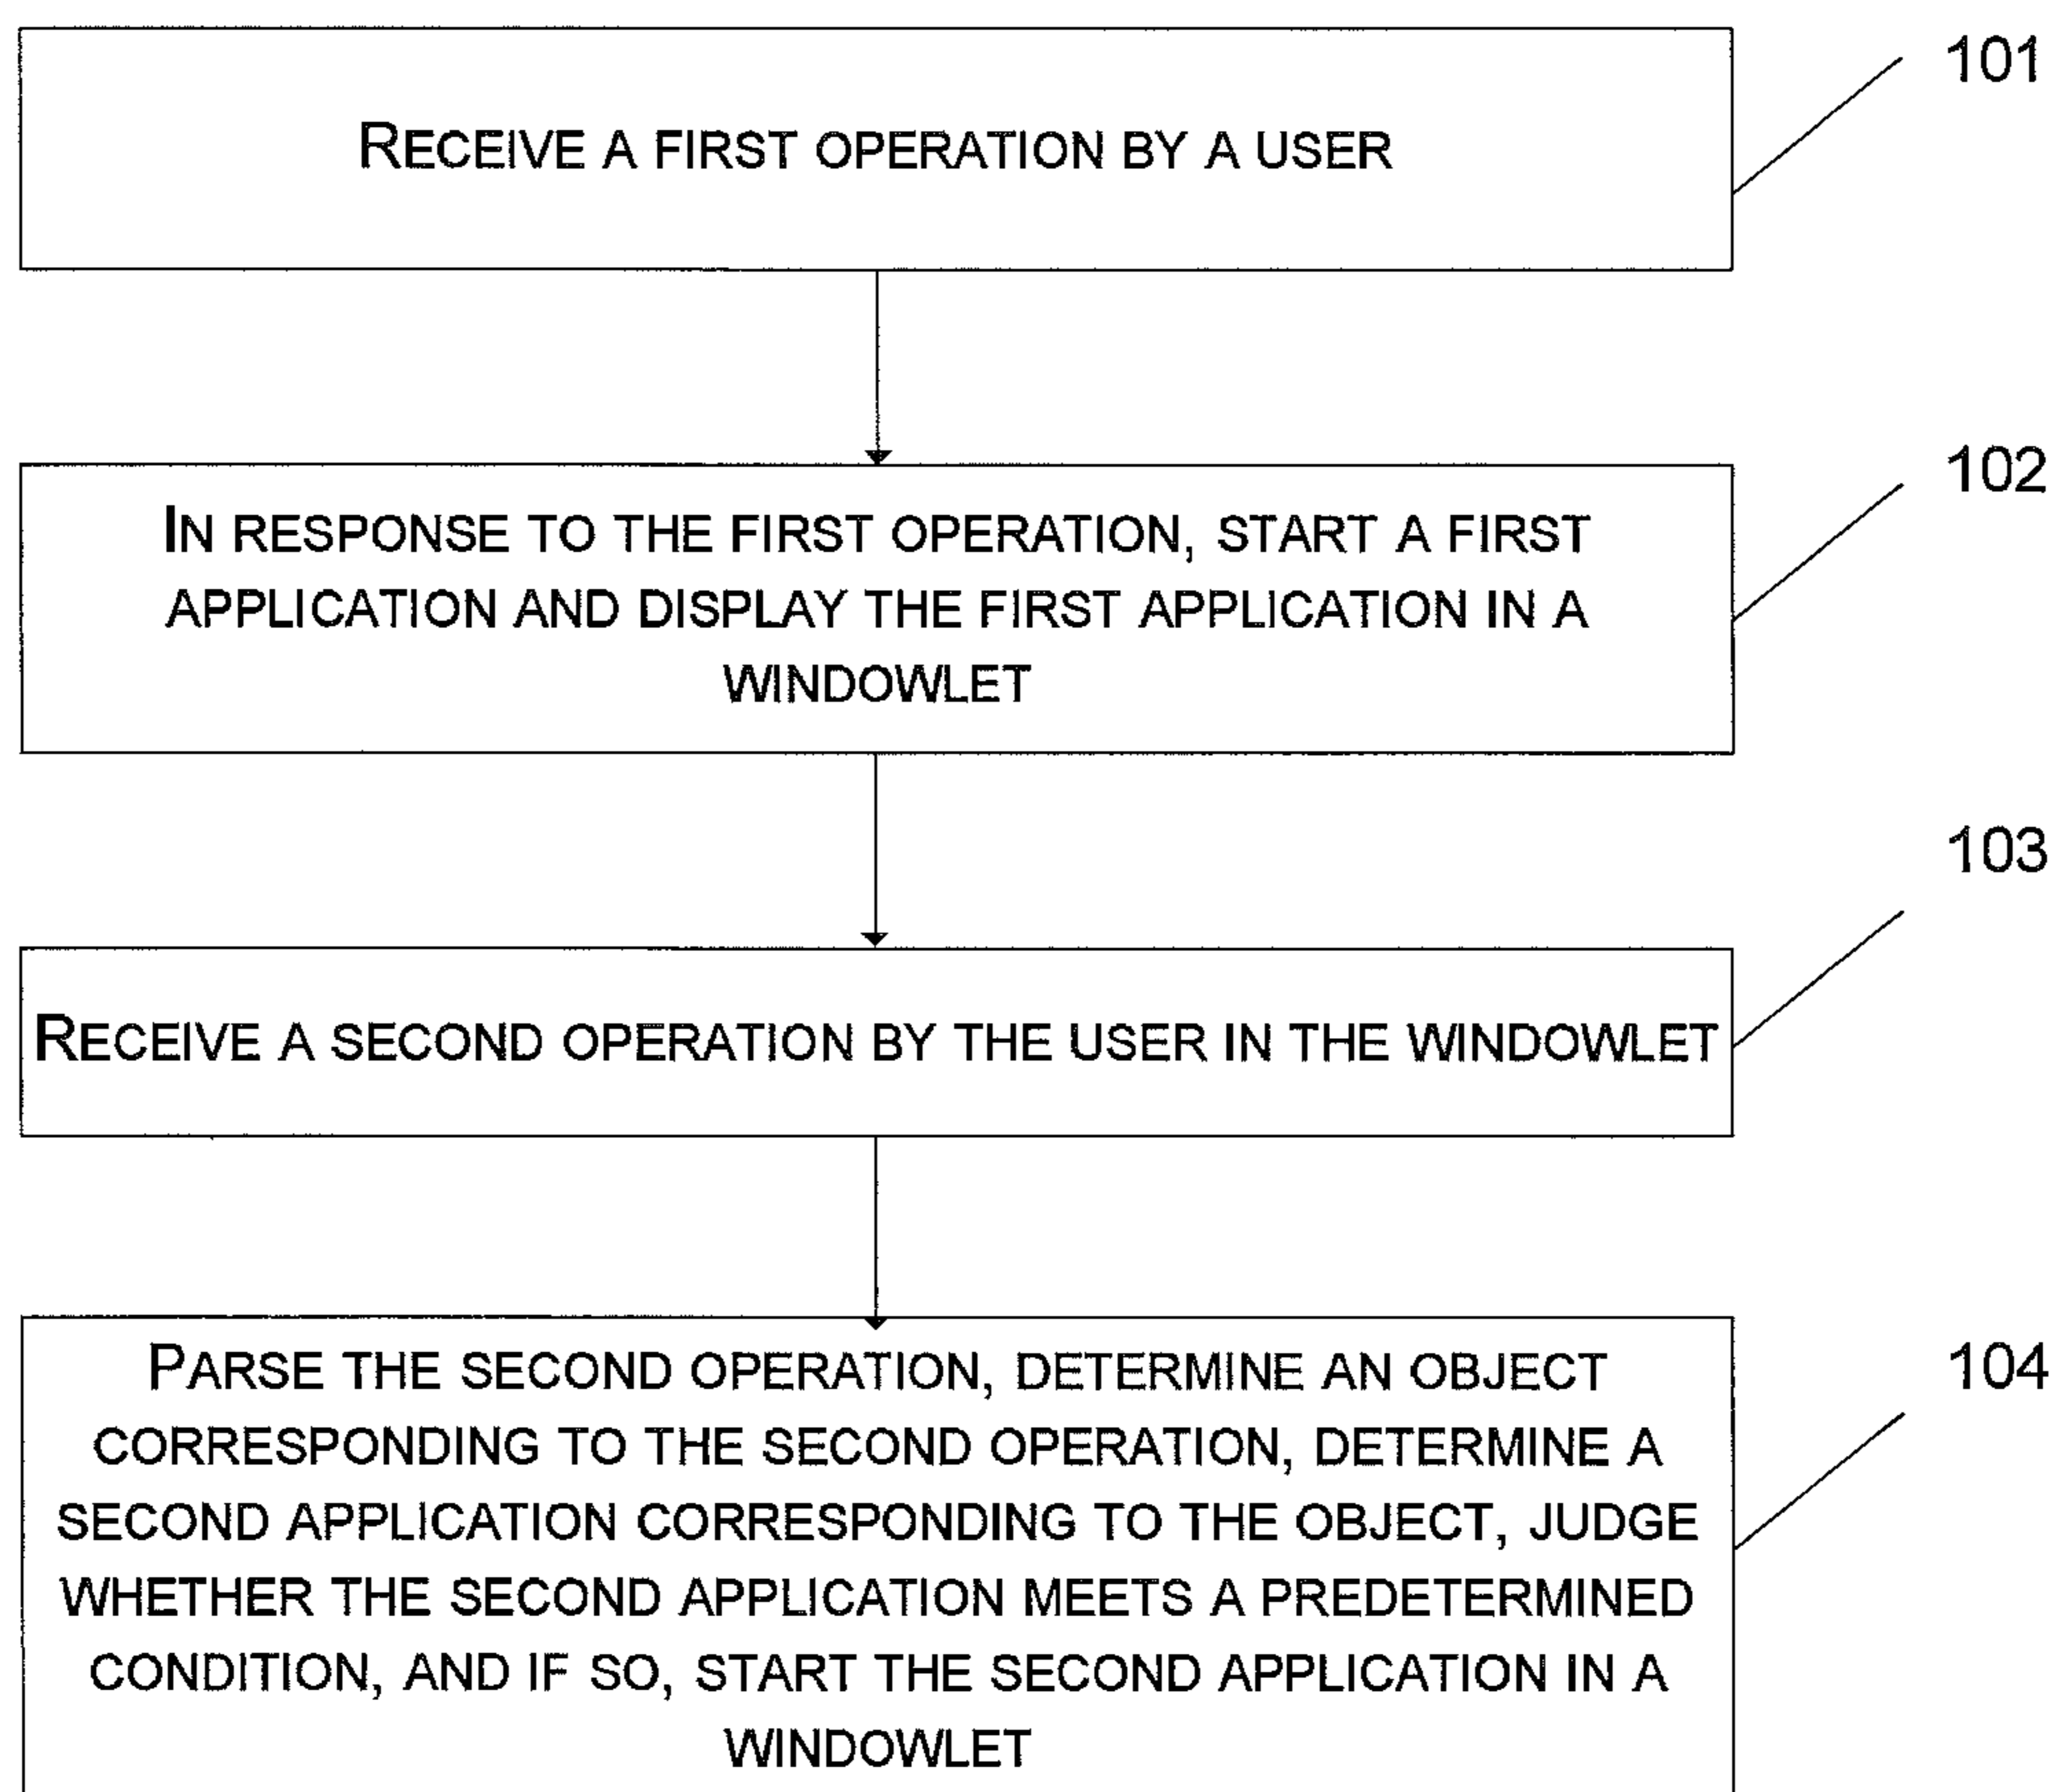 RECEIVE A FIRST OPERATION BY A USER
101
IN RESPONSE TO THE FIRST OPERATION, START A FIRST
APPLICATION AND DISPLAY THE FIRST APPLICATION IN A
WINDOWLET
102
RECEIVE A SECOND OPERATION BY THE USER IN THE WINDOWLET
103
PARSE THE SECOND OPERATION, DETERMINE AN OBJECT
CORRESPONDING TO THE SECOND OPERATION, DETERMINE A
SECOND APPLICATION CORRESPONDING TO THE OBJECT, JUDGE
WHETHER THE SECOND APPLICATION MEETS A PREDETERMINED
CONDITION, AND IF SO, START THE SECOND APPLICATION IN A
WINDOWLET
104